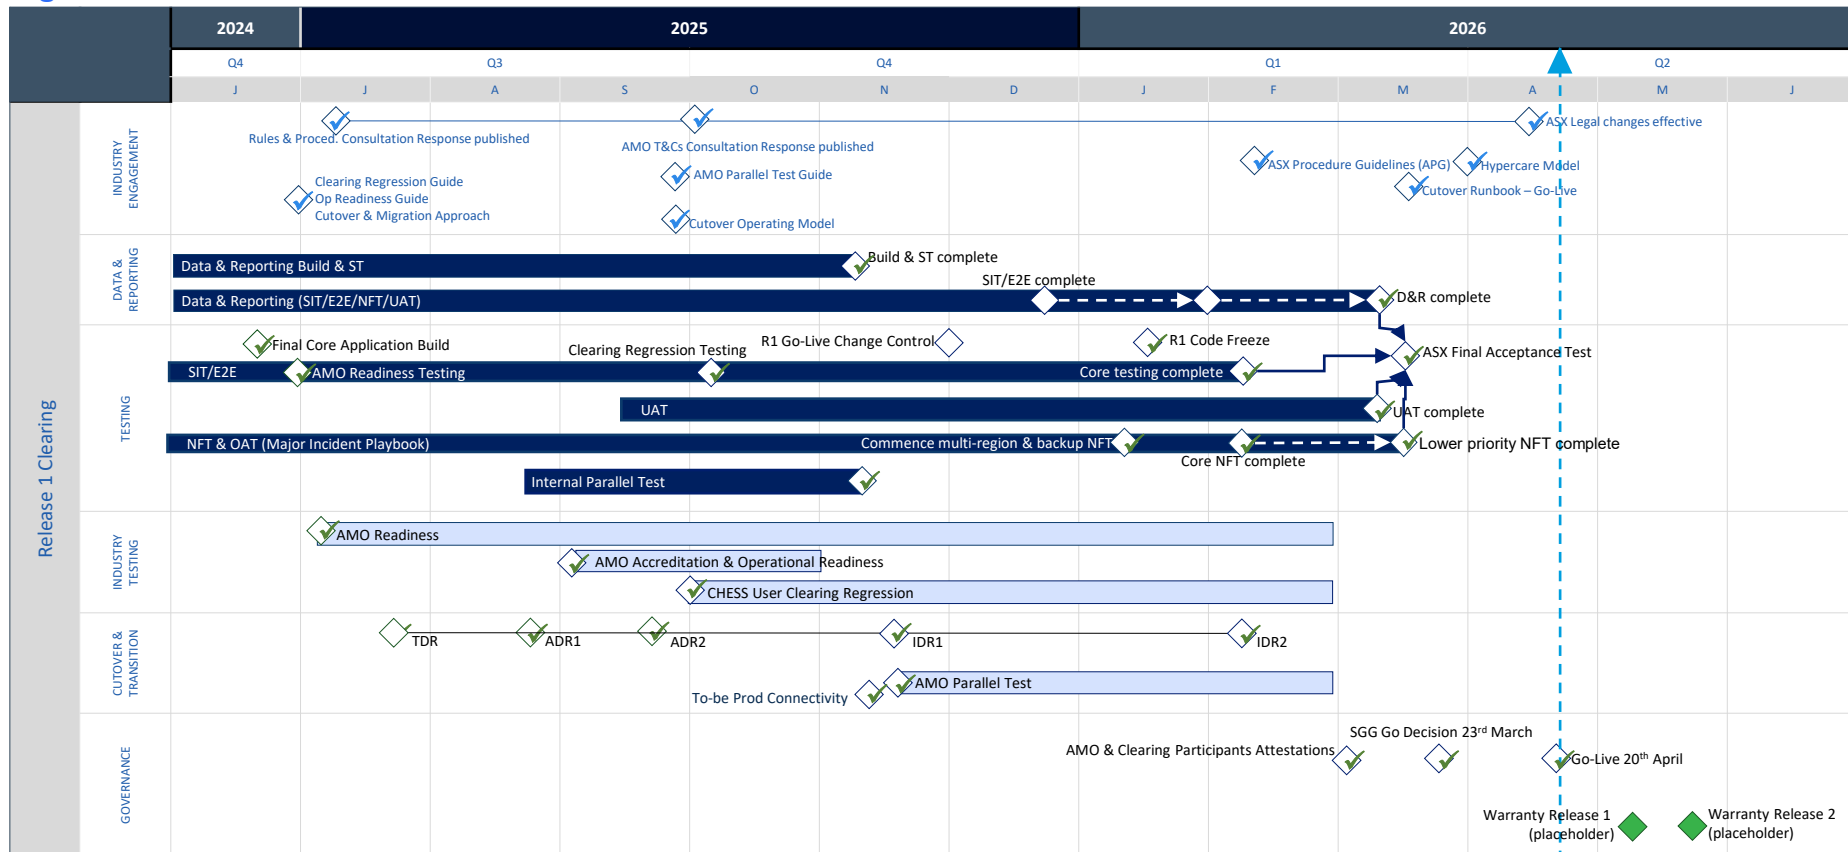 2024
2025
2026
Q4
Q3
Q4
Q1
Q2
J
J
A
S
O
N
D
J
F
M
A
M
J
Release 1 Clearing
INDUSTRY
ENGAGEMENT
Rules & Proced. Consultation Response published
AMO T&Cs Consultation Response published
ASX Legal changes effective
AMO Parallel Test Guide
ASX Procedure Guidelines (APG)
Hypercare Model
Clearing Regression Guide
Op Readiness Guide
Cutover & Migration Approach
Cutover Runbook – Go-Live
Cutover Operating Model
DATA &
REPORTING
Data & Reporting Build & ST
Build & ST complete
SIT/E2E complete
Data & Reporting (SIT/E2E/NFT/UAT)
D&R complete
TESTING
Final Core Application Build
R1 Go-Live Change Control
R1 Code Freeze
Clearing Regression Testing
ASX Final Acceptance Test
SIT/E2E
AMO Readiness Testing
Core testing complete
UAT
UAT complete
NFT & OAT (Major Incident Playbook)
Commence multi-region & backup NFT
Lower priority NFT complete
Core NFT complete
Internal Parallel Test
INDUSTRY
TESTING
AMO Readiness
AMO Accreditation & Operational Readiness
CHESS User Clearing Regression
CUTOVER &
TRANSITION
TDR
ADR1
ADR2
IDR1
IDR2
AMO Parallel Test
To-be Prod Connectivity
GOVERNANCE
SGG Go Decision 23rd March
AMO & Clearing Participants Attestations
Go-Live 20th April
Warranty Release 1
(placeholder)
Warranty Release 2
(placeholder)